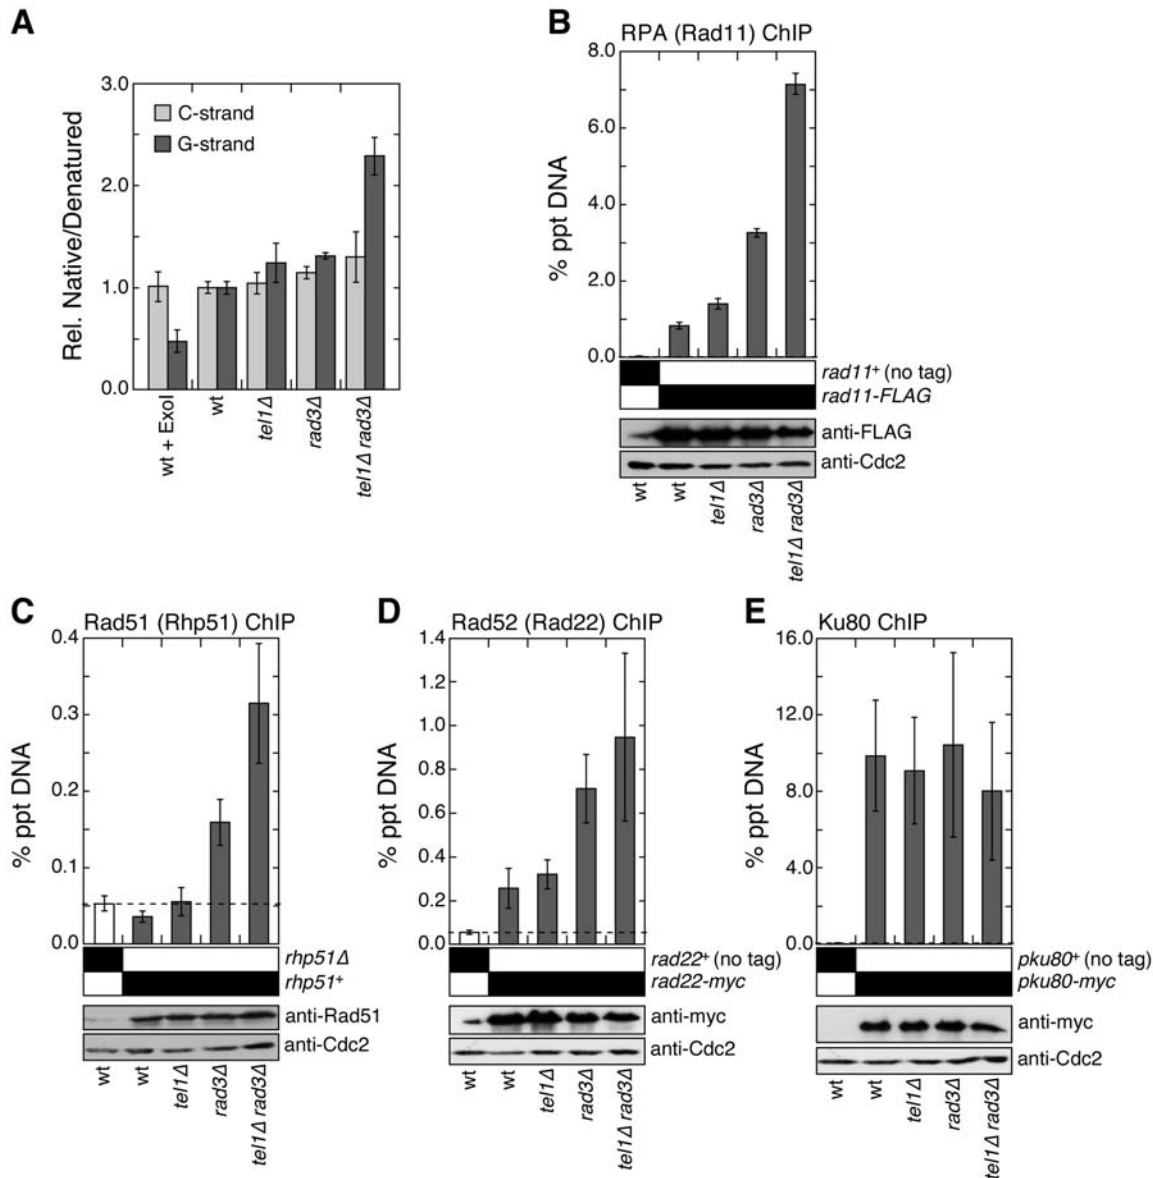 A
3.0
2.0
1.0
0.0
Rel. Native/Denatured
C-strand
G-strand
wt + ExoI
wt
tel1Δ
rad3Δ
tel1Δ rad3Δ
B
RPA (Rad11) ChIP
8.0
6.0
4.0
2.0
0.0
% ppt DNA
rad11+ (no tag)
rad11-FLAG
anti-FLAG
anti-Cdc2
wt
wt
tel1Δ
rad3Δ
tel1Δ rad3Δ
C
Rad51 (Rhp51) ChIP
0.4
0.3
0.2
0.1
0.0
% ppt DNA
rhp51Δ
rhp51+
anti-Rad51
anti-Cdc2
wt
wt
tel1Δ
rad3Δ
tel1Δ rad3Δ
D
Rad52 (Rad22) ChIP
1.4
1.2
1.0
0.8
0.6
0.4
0.2
0.0
% ppt DNA
rad22+ (no tag)
rad22-myc
anti-myc
anti-Cdc2
wt
wt
tel1Δ
rad3Δ
tel1Δ rad3Δ
E
Ku80 ChIP
16.0
12.0
8.0
4.0
0.0
% ppt DNA
pku80+ (no tag)
pku80-myc
anti-myc
anti-Cdc2
wt
wt
tel1Δ
rad3Δ
tel1Δ rad3Δ